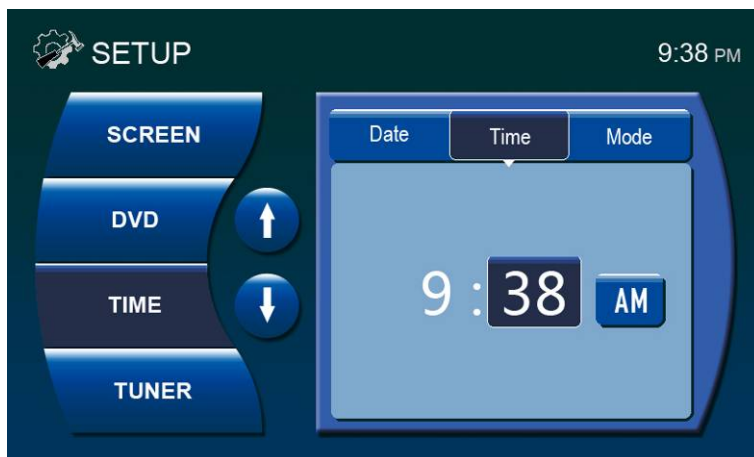 SETUP
9:38 PM
SCREEN
DVD
TIME
TUNER
Date
Time
Mode
9 : 38 AM